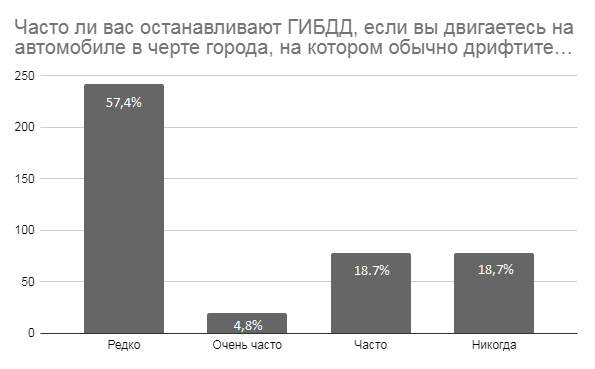 Часто ли вас останавливают ГИБДД, если вы двигаетесь на
автомобиле в черте города, на котором обычно дрифтите…
250
57,4%
200
150
100
18.7%
18,7%
50
4,8%
0
Редко
Очень часто
Часто
Никогда